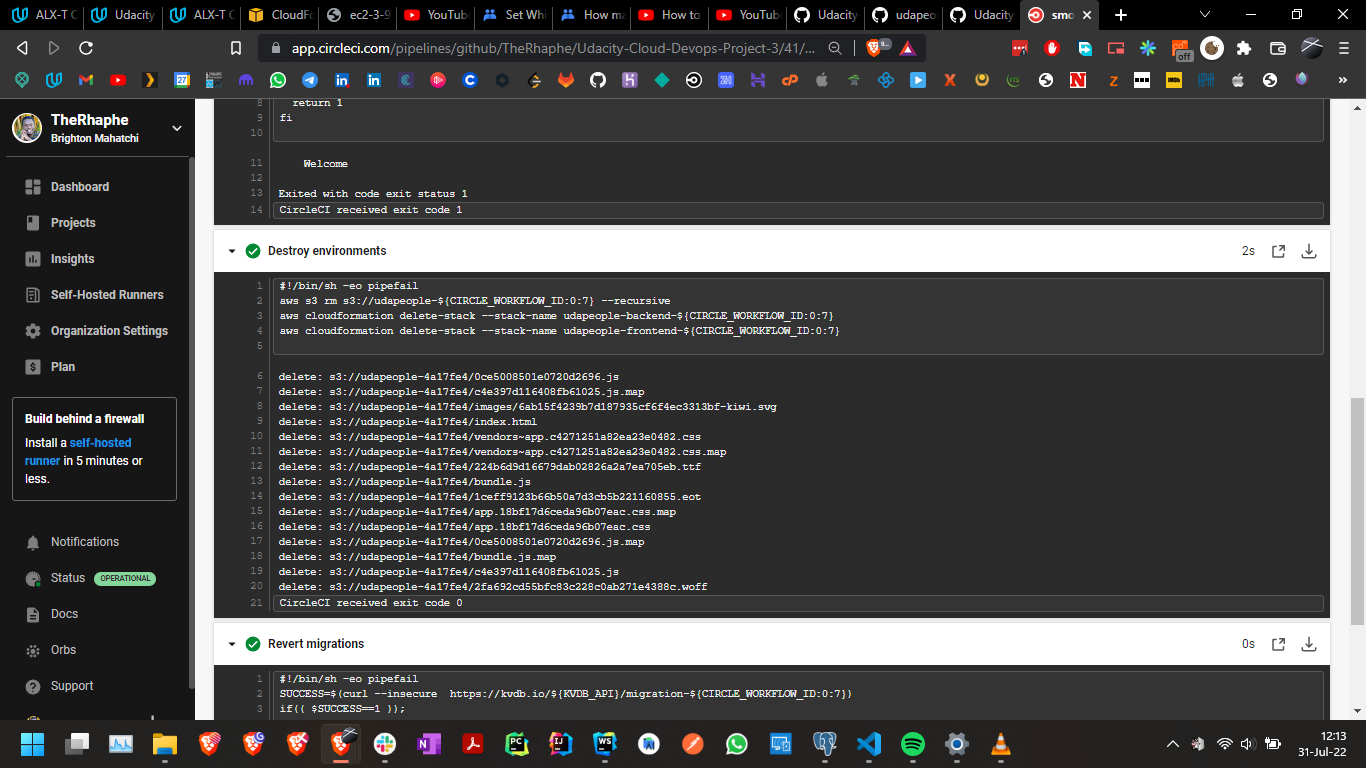 ALX-T C
Udacity
ALX-T C
CloudFo
ec2-3-9
YouTub
Set Whi
How ma
How to
YouTub
Udacity
udapeo
Udacity
smo
app.circleci.com/pipelines/github/TheRhaphe/Udacity-Cloud-Devops-Project-3/41/...
off
TheRhaphe
Brighton Mahatchi
Dashboard
Projects
Insights
Self-Hosted Runners
Organization Settings
Plan
Build behind a firewall
Install a self-hosted
runner in 5 minutes or
less.
Notifications
Status OPERATIONAL
Docs
Orbs
Support
8 return 1
9 fi
10
11 Welcome
12
13 Exited with code exit status 1
14 CircleCI received exit code 1
Destroy environments 2s
1 #!/bin/sh -eo pipefail
2 aws s3 rm s3://udapeople-${CIRCLE_WORKFLOW_ID:0:7} --recursive
3 aws cloudformation delete-stack --stack-name udapeople-backend-${CIRCLE_WORKFLOW_ID:0:7}
4 aws cloudformation delete-stack --stack-name udapeople-frontend-${CIRCLE_WORKFLOW_ID:0:7}
5
6 delete: s3://udapeople-4a17fe4/0ce5008501e0720d2696.js
7 delete: s3://udapeople-4a17fe4/c4e397d116408fb61025.js.map
8 delete: s3://udapeople-4a17fe4/images/6ab15f4239b7d187935cf6f4ec3313bf-kiwi.svg
9 delete: s3://udapeople-4a17fe4/index.html
10 delete: s3://udapeople-4a17fe4/vendors~app.c4271251a82ea23e0482.css
11 delete: s3://udapeople-4a17fe4/vendors~app.c4271251a82ea23e0482.css.map
12 delete: s3://udapeople-4a17fe4/224b6d9d16679dab02826a2a7ea705eb.ttf
13 delete: s3://udapeople-4a17fe4/bundle.js
14 delete: s3://udapeople-4a17fe4/1ceff9123b66b50a7d3cb5b221160855.eot
15 delete: s3://udapeople-4a17fe4/app.18bf17d6ceda96b07eac.css.map
16 delete: s3://udapeople-4a17fe4/app.18bf17d6ceda96b07eac.css
17 delete: s3://udapeople-4a17fe4/0ce5008501e0720d2696.js.map
18 delete: s3://udapeople-4a17fe4/bundle.js.map
19 delete: s3://udapeople-4a17fe4/c4e397d116408fb61025.js
20 delete: s3://udapeople-4a17fe4/2fa692cd55bfc83c228c0ab271e4388c.woff
21 CircleCI received exit code 0
Revert migrations 0s
1 #!/bin/sh -eo pipefail
2 SUCCESS=$(curl --insecure  https://kvdb.io/${KVDB_API}/migration-${CIRCLE_WORKFLOW_ID:0:7})
3 if(( $SUCCESS==1 ));
12:13
31-Jul-22